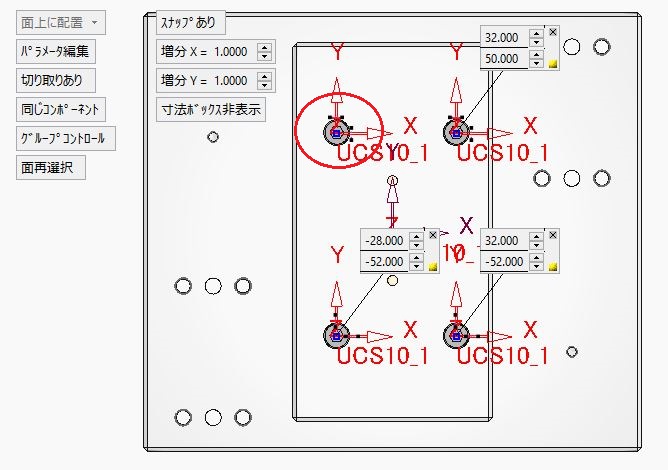 面上に配置
パラメータ編集
切り取りあり
同じコンポーネント
グループコントロール
面再選択
スナップあり
増分 X = 1.0000
増分 Y = 1.0000
寸法ボックス非表示
32.000
50.000
Y
Y
X
X
UCS10_1
UCS10_1
Y
X
-28.000
-52.000
10_
32.000
-52.000
Y
Y
Z
X
X
UCS10_1
UCS10_1